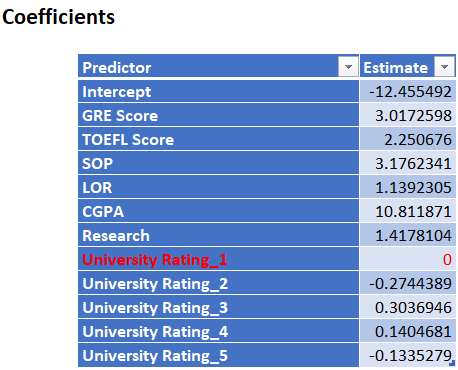 Coefficients
Predictor Estimate
Intercept -12.455492
GRE Score 3.0172598
TOEFL Score 2.250676
SOP 3.1762341
LOR 1.1392305
CGPA 10.811871
Research 1.4178104
University Rating_1 0
University Rating_2 -0.2744389
University Rating_3 0.3036946
University Rating_4 0.1404681
University Rating_5 -0.1335279